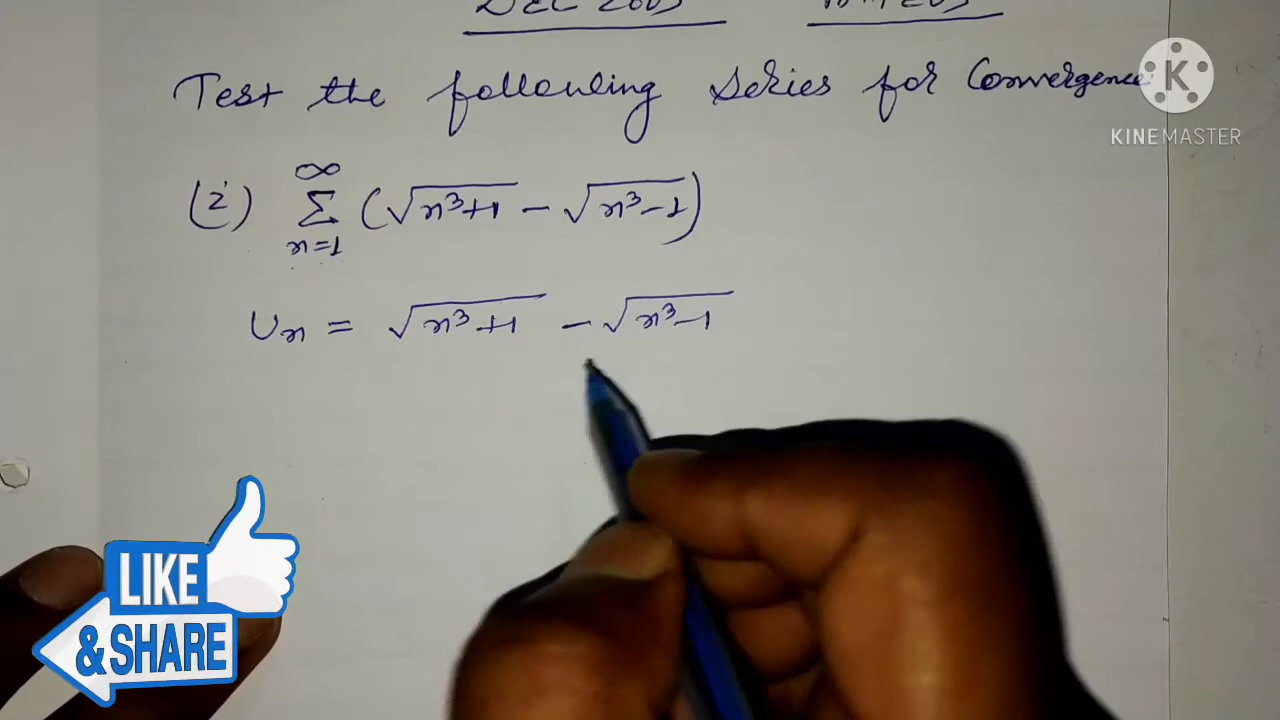 Test the following series for Convergence
KINEMASTER
(2) ∞ Σ n=1 (√n³+1 - √n³-1)
Un = √n³+1 - √n³-1
LIKE
& SHARE